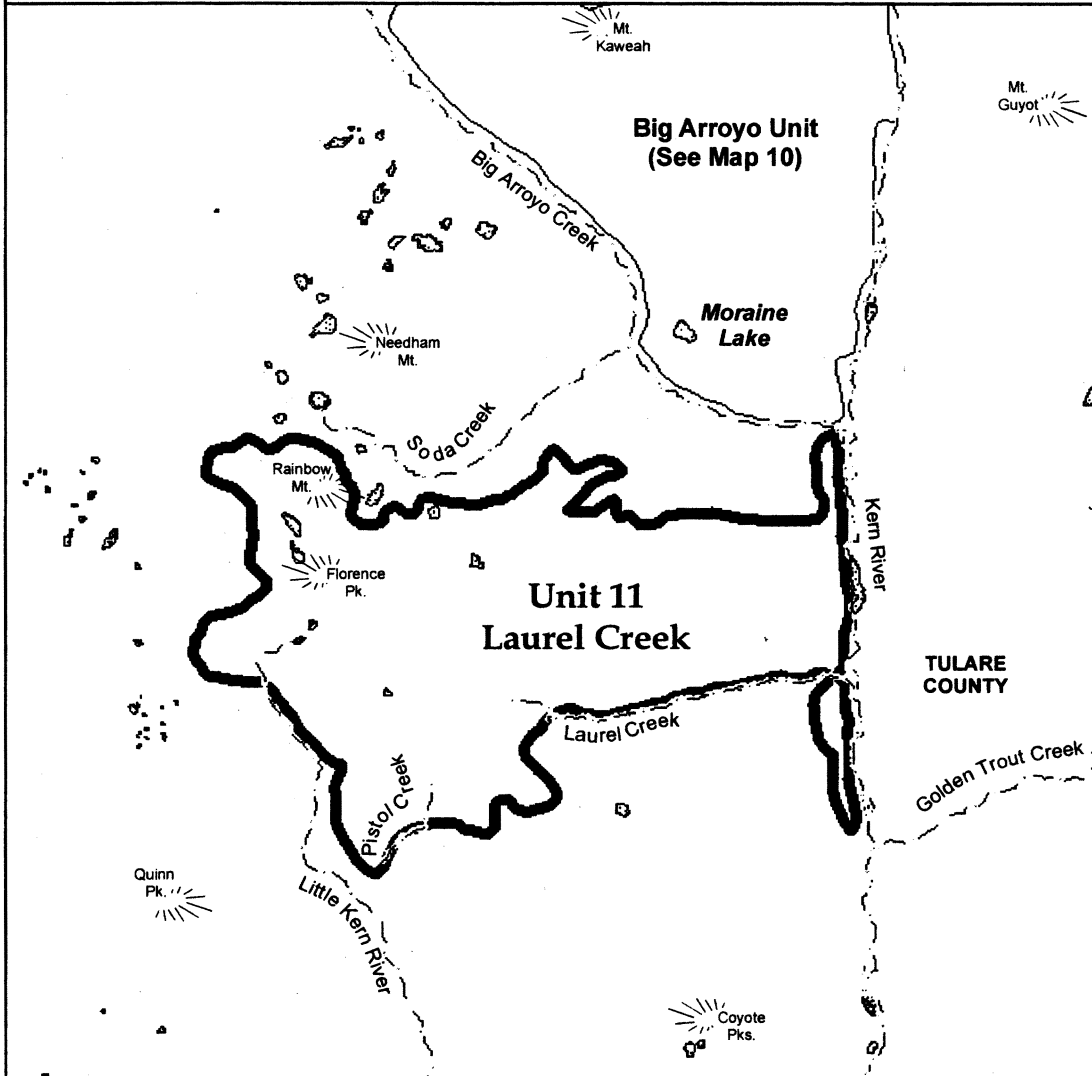 Mt.
Kaweah
Mt.
Guyot
Big Arroyo Unit
(See Map 10)
Big Arroyo Creek
Moraine
Lake
Needham
Mt.
Soda Creek
Rainbow
Mt.
Kern River
Florence
Pk.
Unit 11
Laurel Creek
TULARE
COUNTY
Laurel Creek
Golden Trout Creek
Pistol Creek
Quinn
Pk.
Little Kern River
Coyote
Pks.